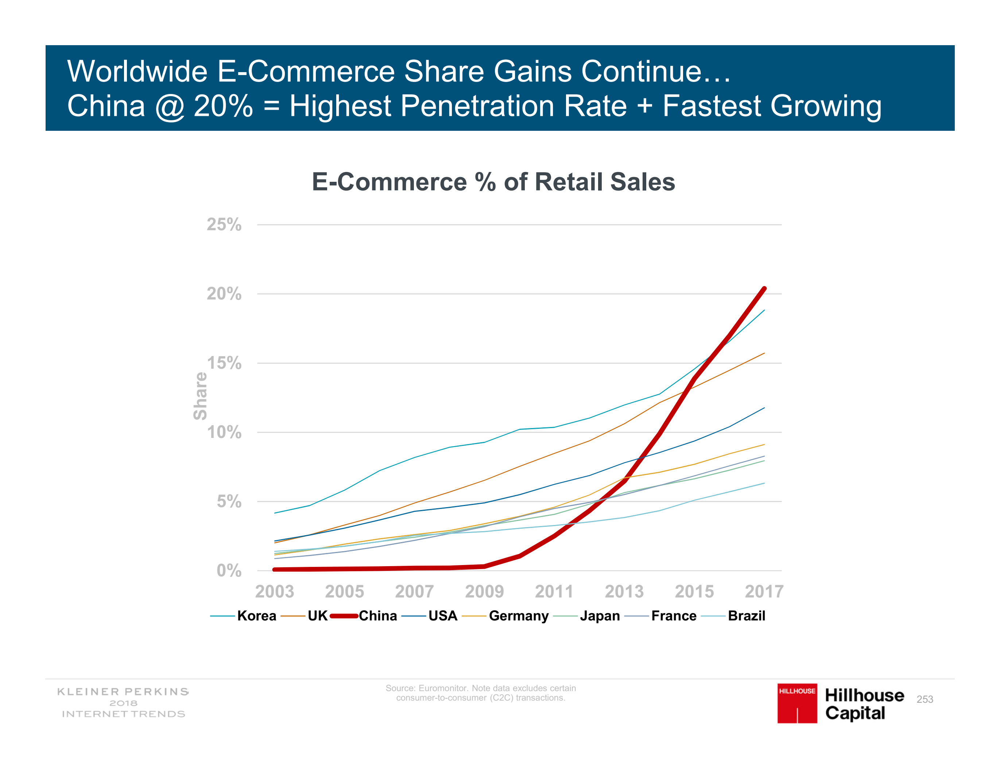 Worldwide E-Commerce Share Gains Continue…
China @ 20% = Highest Penetration Rate + Fastest Growing
E-Commerce % of Retail Sales
25%
20%
15%
10%
5%
0%
Share
2003 2005 2007 2009 2011 2013 2015 2017
Korea UK China USA Germany Japan France Brazil
KLEINER PERKINS
2018
INTERNET TRENDS
Source: Euromonitor. Note data excludes certain
consumer-to-consumer (C2C) transactions.
HILLHOUSE
Hillhouse
Capital
253